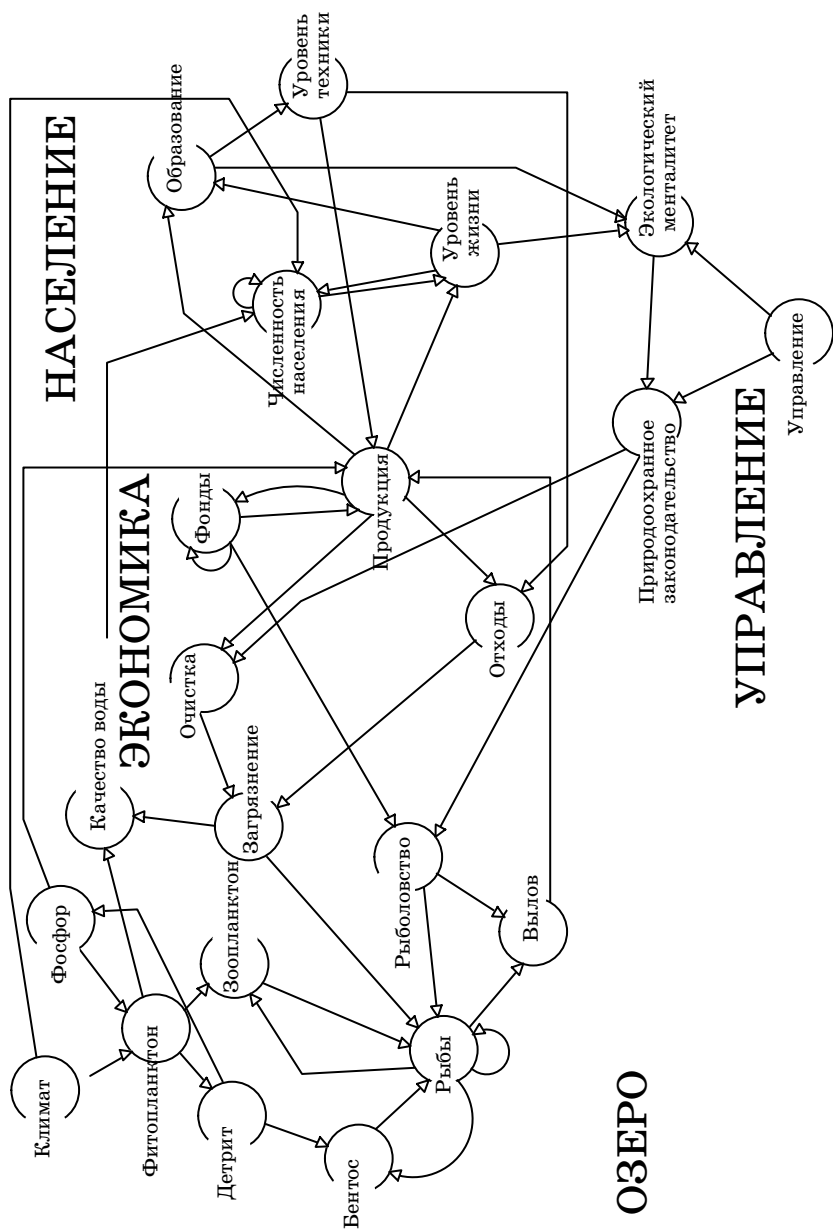 Климат
Фосфор
НАСЕЛЕНИЕ
Качество воды
ЭКОНОМИКА
Фитопланктон
Образование
Очистка
Фонды
Детрит
Зоопланктон
Загрязнение
Численность
населения
Уровень
техники
Бентос
Продукция
Рыболовство
Рыбы
Уровень
жизни
Отходы
Вылов
ОЗЕРО
Природоохранное
законодательство
Экологический
менталитет
УПРАВЛЕНИЕ
Управление